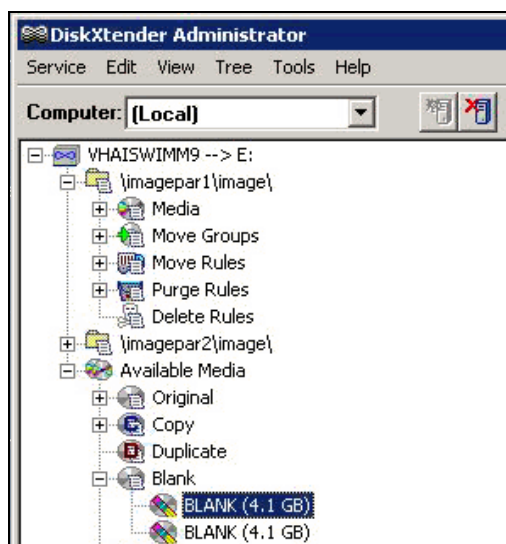 DiskXtender Administrator
Service Edit View Tree Tools Help
Computer: (Local)
VHAISWIMM9 --> E:
\imagepar1\image\
Media
Move Groups
Move Rules
Purge Rules
Delete Rules
\imagepar2\image\
Available Media
Original
Copy
Duplicate
Blank
BLANK (4.1 GB)
BLANK (4.1 GB)